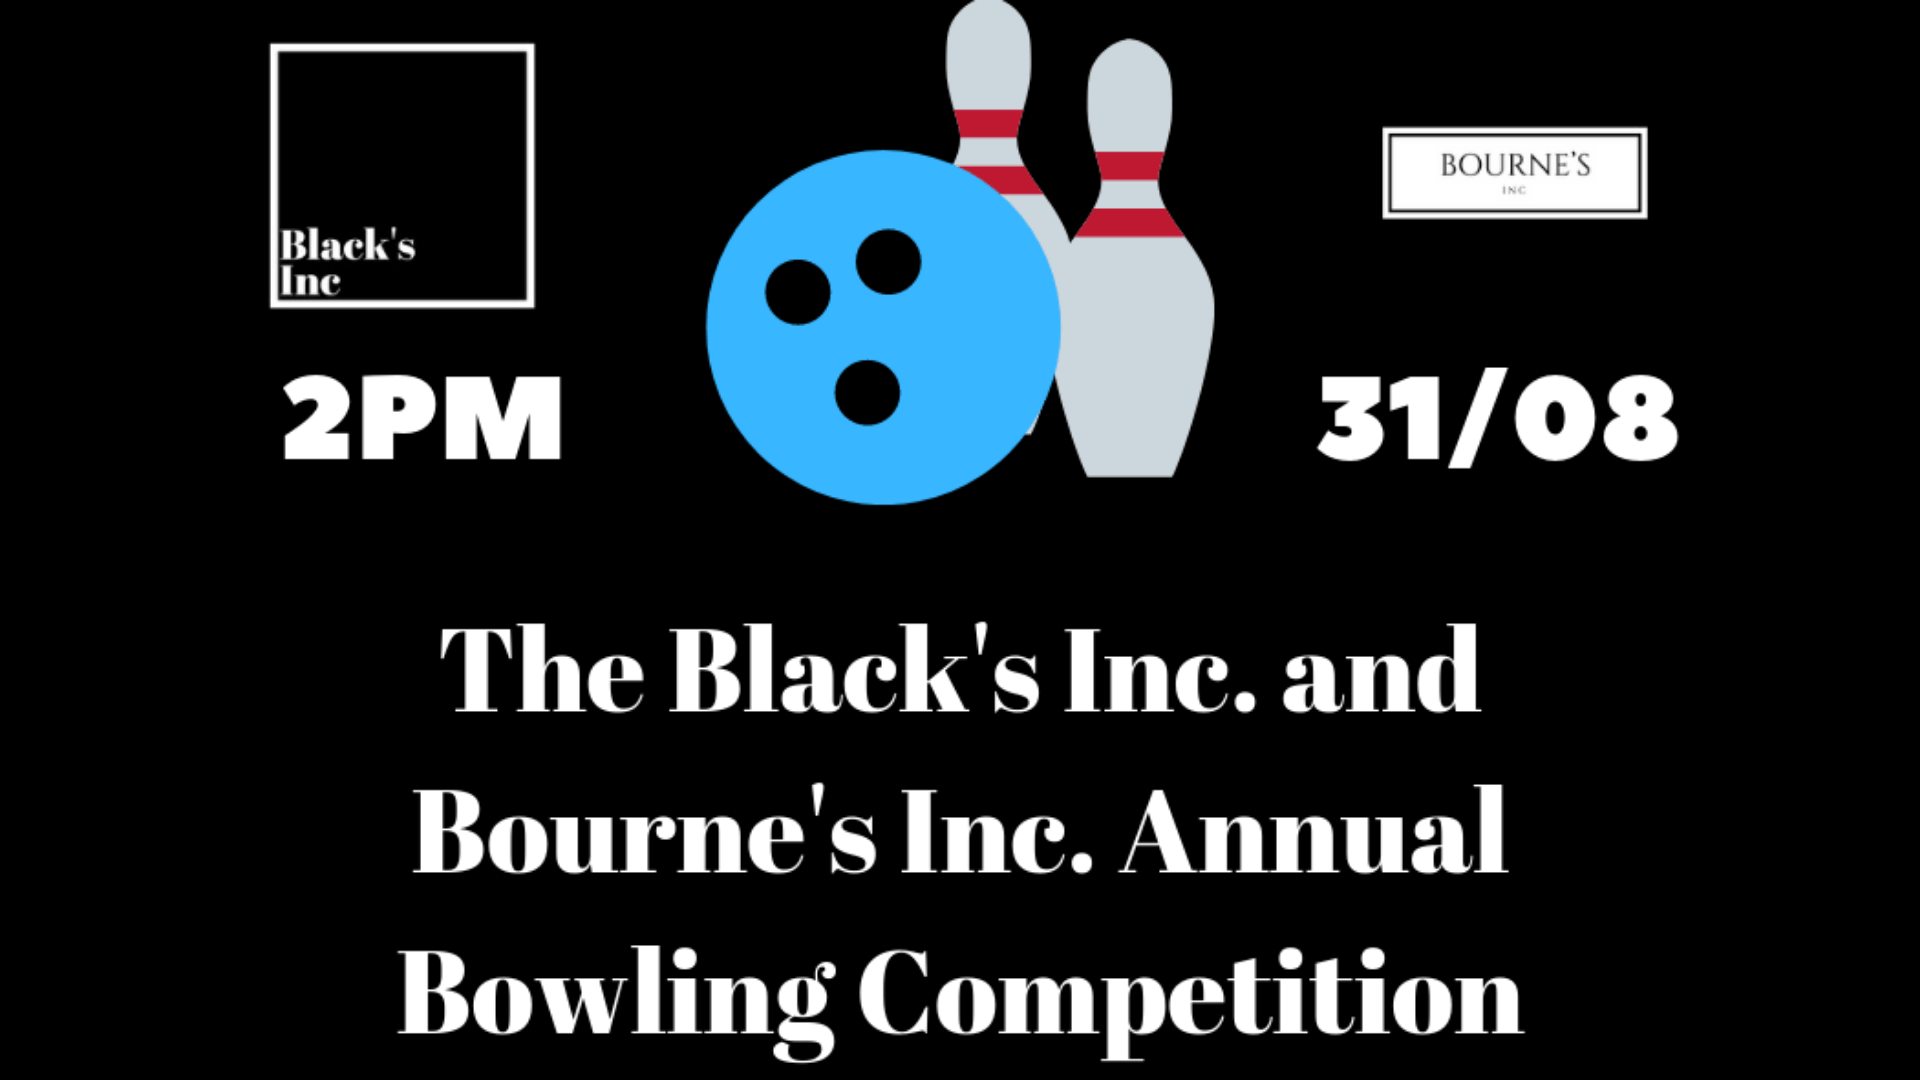 Black's
Inc
BOURNE'S
INC
2PM
31/08
The Black's Inc. and
Bourne's Inc. Annual
Bowling Competition